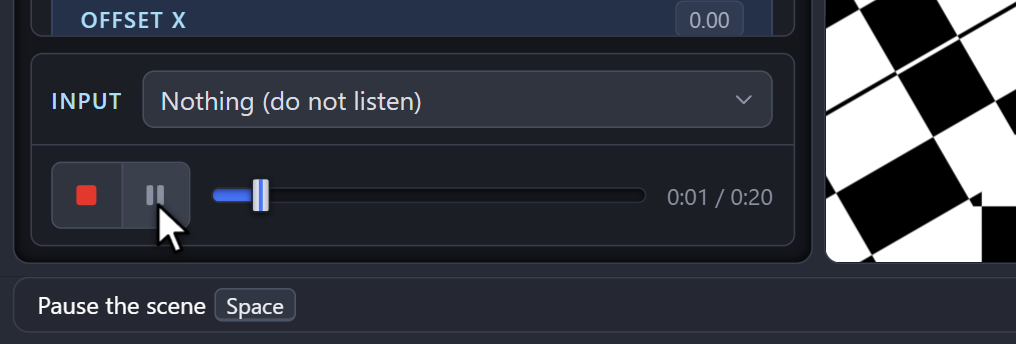 OFFSET X 0.00
INPUT Nothing (do not listen)
0:01 / 0:20
Pause the scene Space